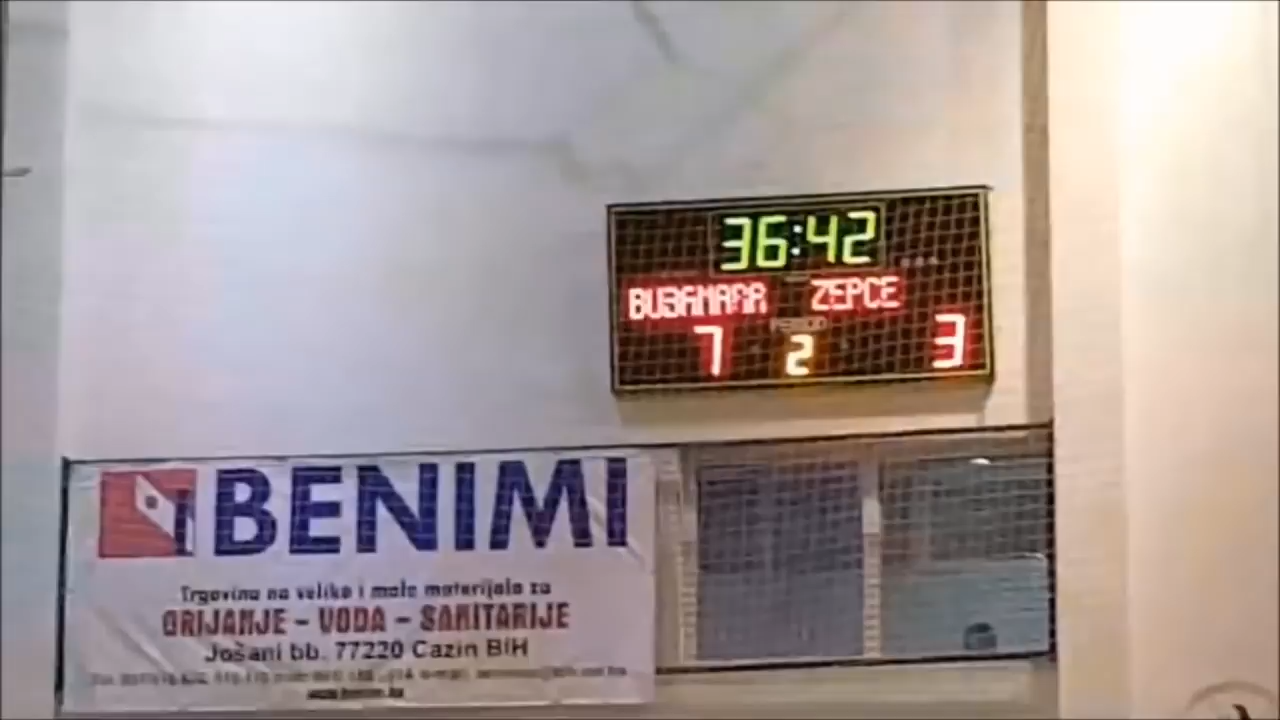 36:42
BUBAMARA ZEPCE
PERIOD
7 2 3
BENIMI
Trgovina na veliko i malo materijala za
GRIJANJE - VODA - SANITARIJE
Jošani bb. 77220 Cazin BIH